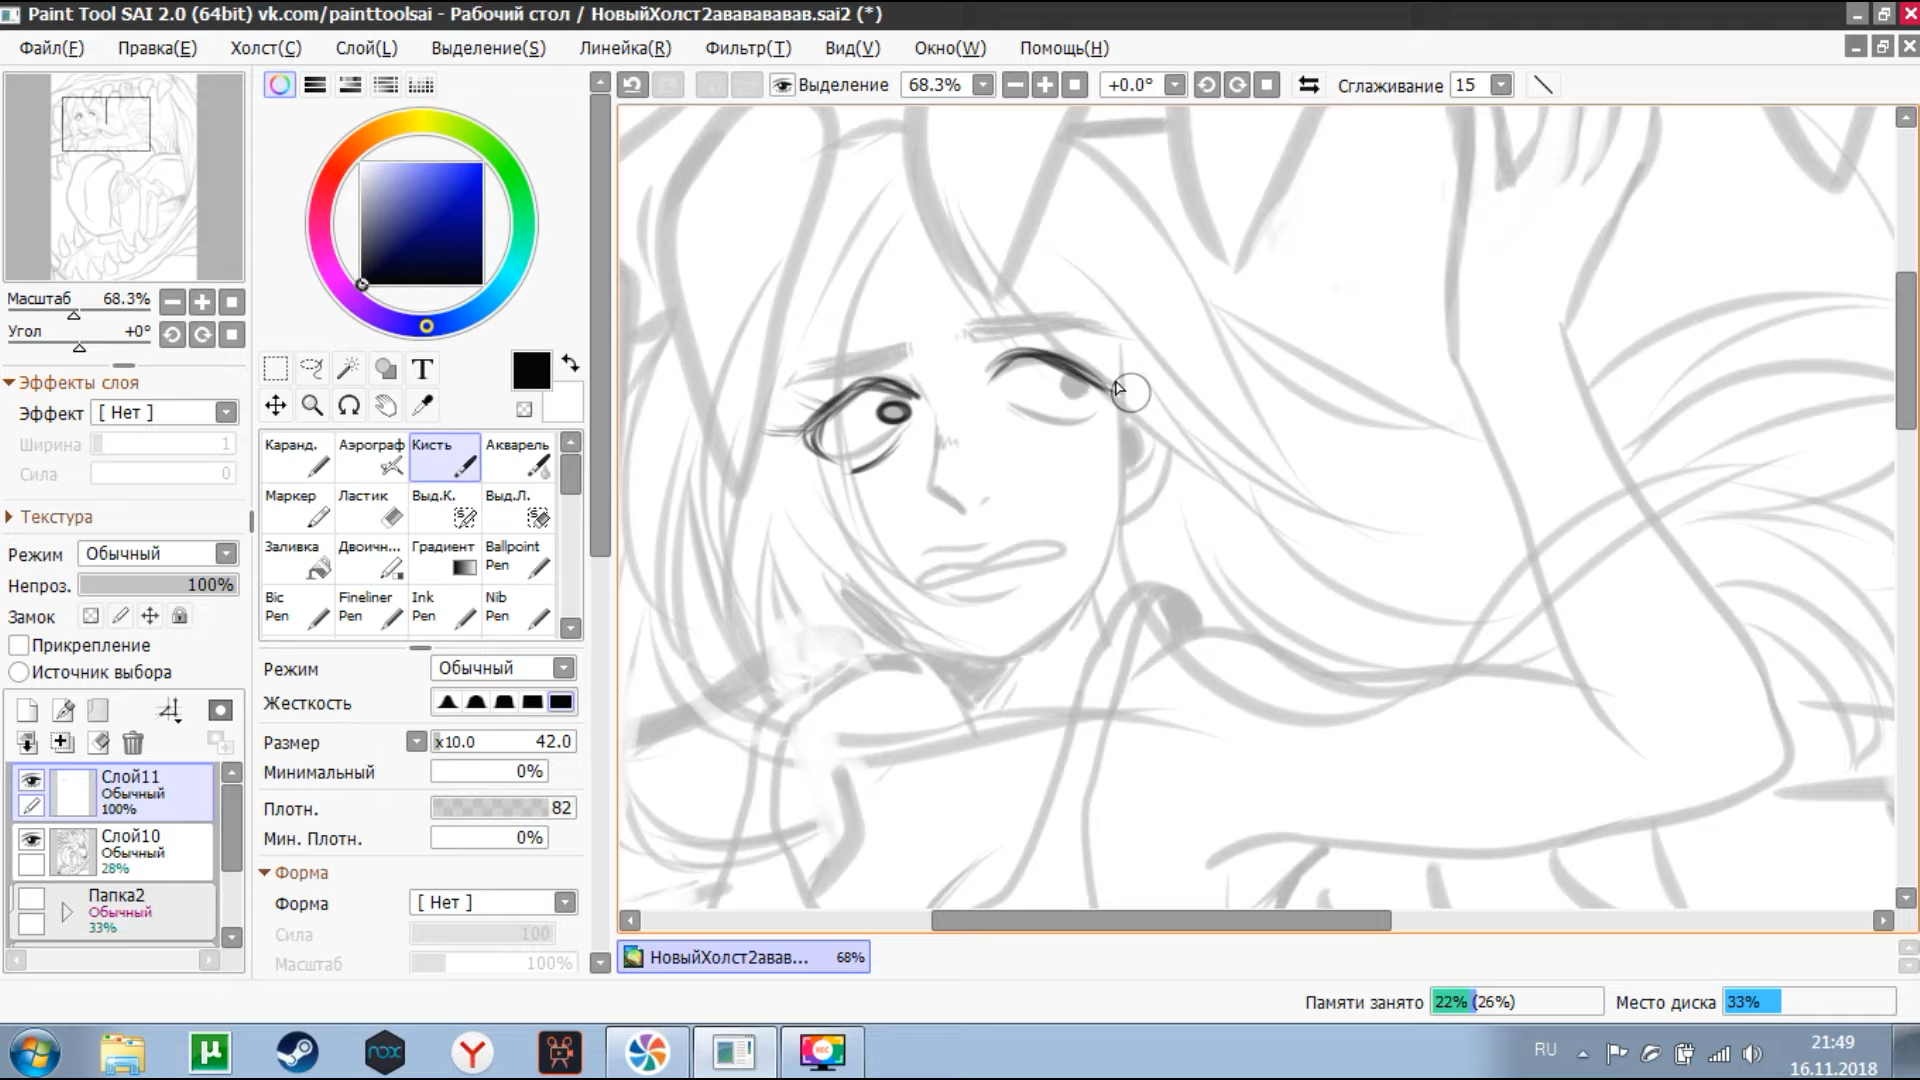 Paint Tool SAI 2.0 (64bit) vk.com/painttoolsai - Рабочий стол / НовыйХолст2авававававв.sai2 (*)
Файл(F) Правка(E) Холст(C) Слой(L) Выделение(S) Линейка(R) Фильтр(T) Вид(V) Окно(W) Помощь(H)
Выделение 68.3% +0.0° Сглаживание 15
Масштаб 68.3%
Угол +0°
Эффекты слоя
Эффект [ Нет ]
Ширина 1
Сила 0
Текстура
Режим Обычный
Непроз. 100%
Замок
Прикрепление
Источник выбора
Слой11
Обычный
100%
Слой10
Обычный
28%
Папка2
Обычный
33%
T
Каранд. Аэрограф Кисть Акварель
Маркер Ластик Выд.К. Выд.Л.
Заливка Двоичн... Градиент Ballpoint Pen
Bic Pen Fineliner Pen Ink Pen Nib Pen
Режим Обычный
Жесткость
Размер x10.0 42.0
Минимальный 0%
Плотн. 82
Мин. Плотн. 0%
Форма
Форма [ Нет ]
Сила 100
Масштаб 100%
НовыйХолст2авав... 68%
Памяти занято 22% (26%) Место диска 33%
µ nox Y REC
RU
21:49
16.11.2018